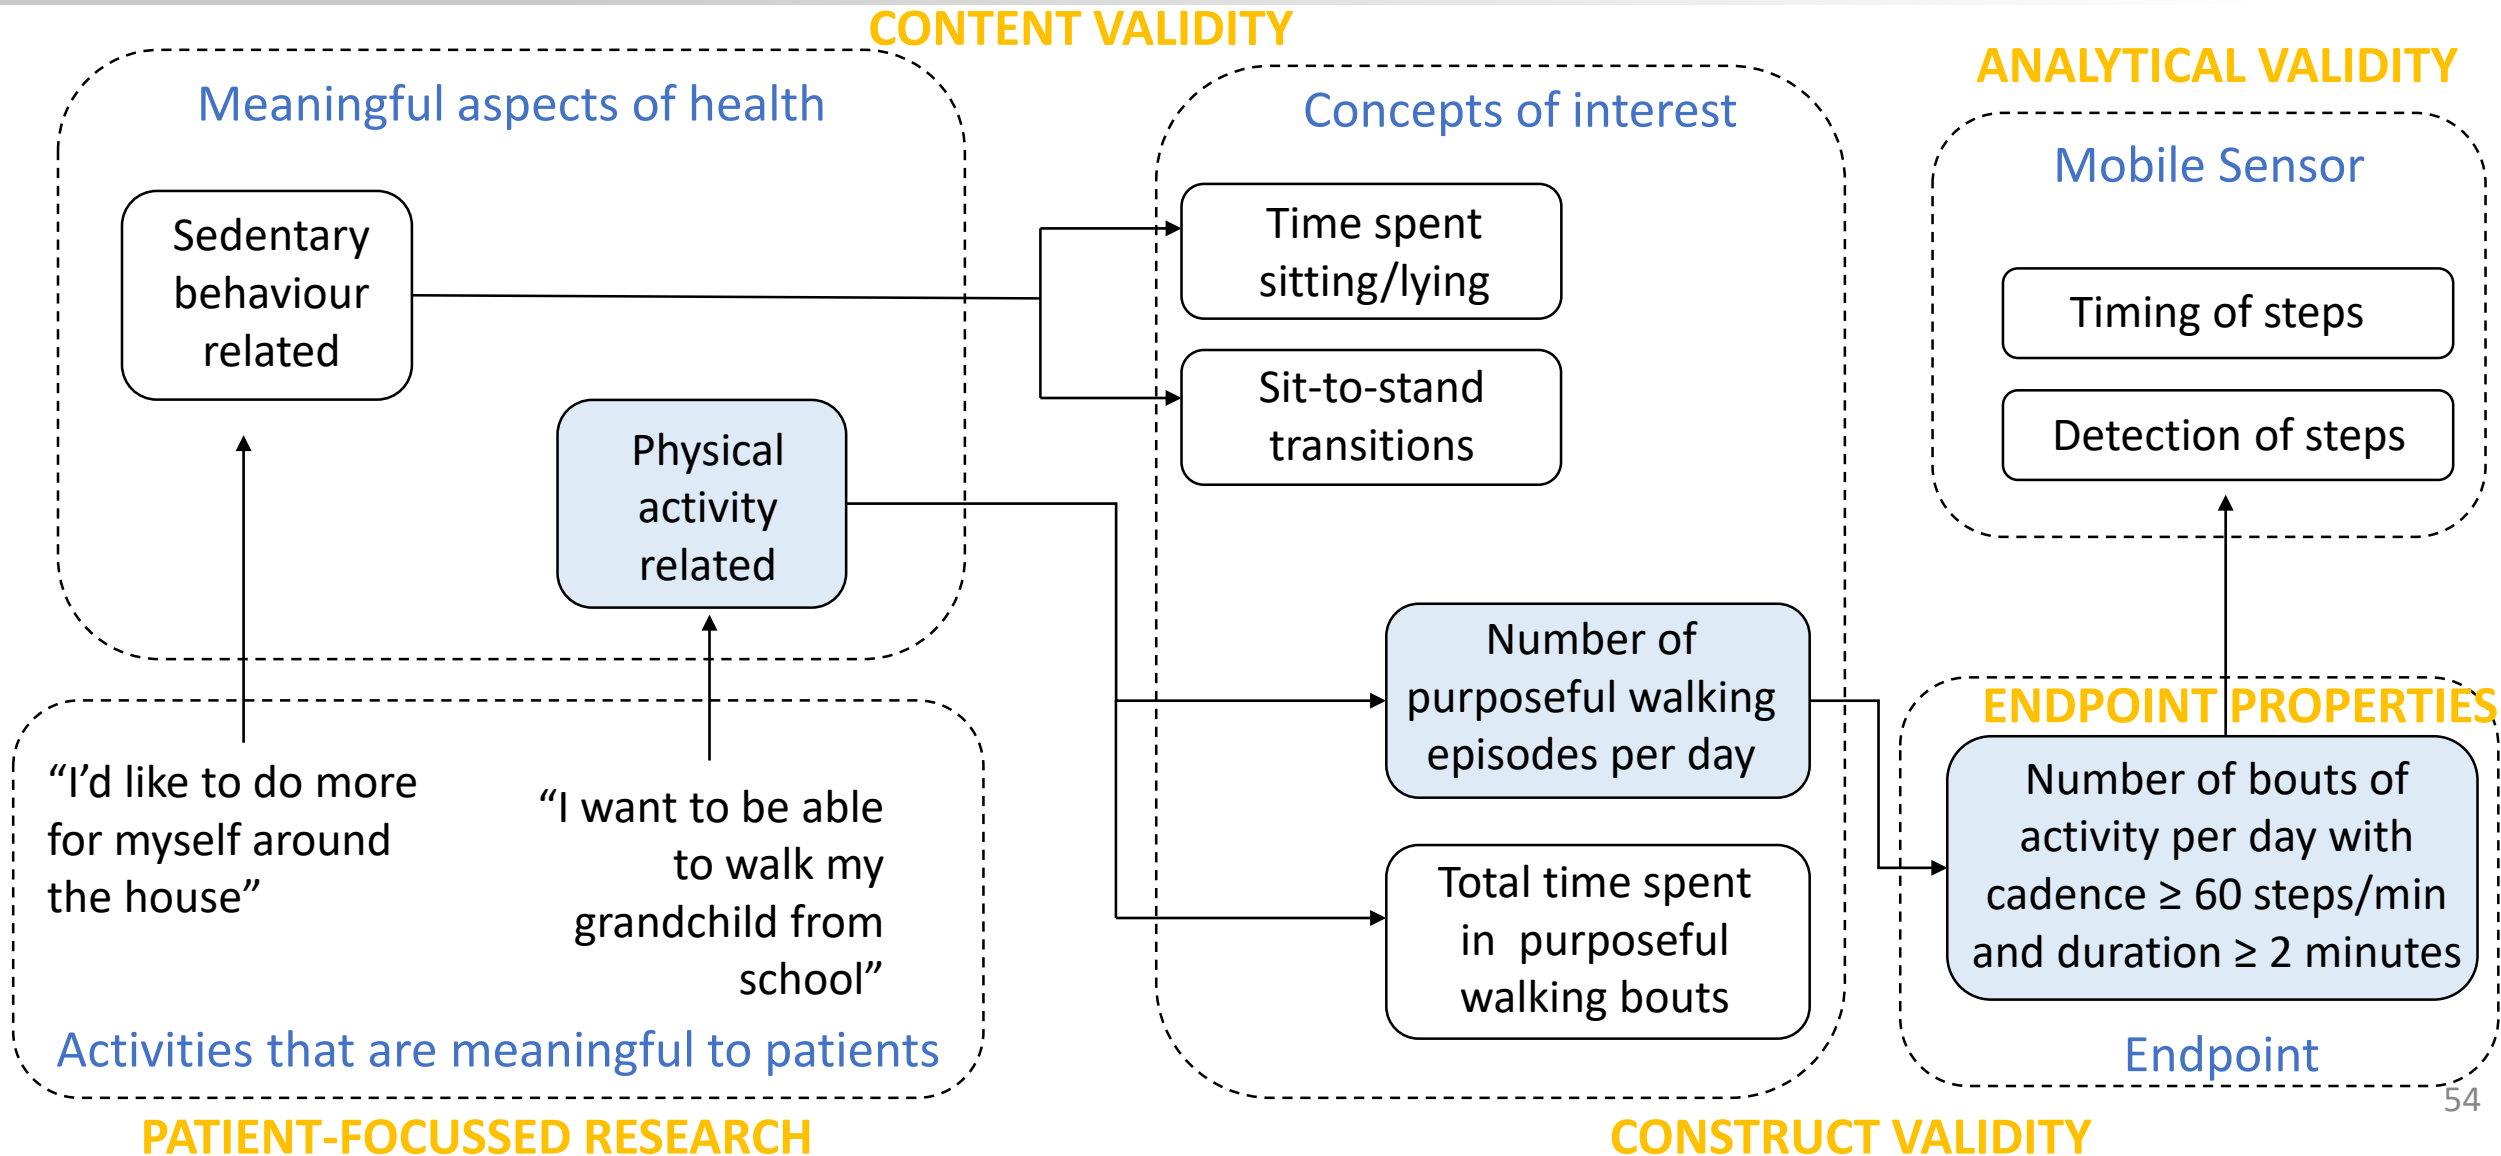 CONTENT VALIDITY
Meaningful aspects of health
Sedentary
behaviour
related
Physical
activity
related
“I’d like to do more
for myself around
the house”
“I want to be able
to walk my
grandchild from
school”
Activities that are meaningful to patients
PATIENT-FOCUSSED RESEARCH
Concepts of interest
Time spent
sitting/lying
Sit-to-stand
transitions
Number of
purposeful walking
episodes per day
Total time spent
in purposeful
walking bouts
CONSTRUCT VALIDITY
ANALYTICAL VALIDITY
Mobile Sensor
Timing of steps
Detection of steps
ENDPOINT PROPERTIES
Number of bouts of
activity per day with
cadence ≥ 60 steps/min
and duration ≥ 2 minutes
Endpoint
54